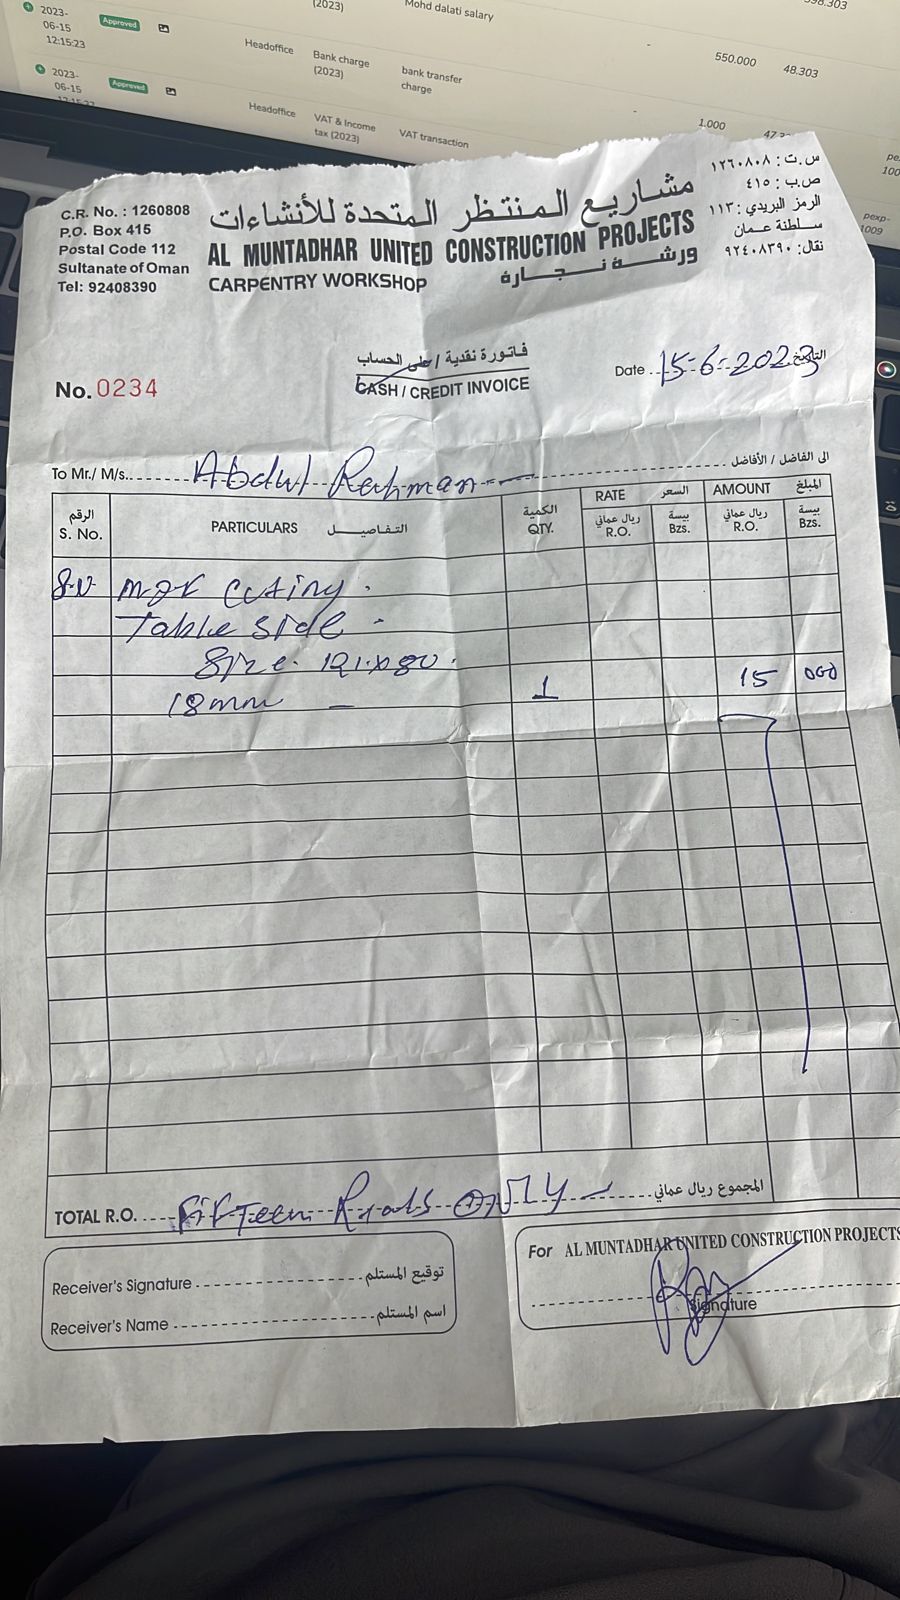 2023-06-15 12:15:23
Approved
(2023)
Mohd dalati salary
Headoffice
Bank charge (2023)
bank transfer charge
550.000
48.303
2023-06-15
Approved
Headoffice
VAT & Income tax (2023)
VAT transaction
1.000
C.R. No. : 1260808
P.O. Box 415
Postal Code 112
Sultanate of Oman
Tel: 92408390
مشاريع المنتظر المتحدة للأنشاءات
AL MUNTADHAR UNITED CONSTRUCTION PROJECTS
CARPENTRY WORKSHOP
ورشة نجارة
س.ت: ١٢٦٠٨٠٨
ص.ب: ٤١٥
الرمز البريدي: ١١٣
سلطنة عمان
نقال: ٩٢٤٠٨٣٩٠
No. 0234
فاتورة نقدية / على الحساب
CASH / CREDIT INVOICE
Date 15-6-2023 التاريخ
To Mr./ M/s. Abdul Rahman الى الفاضل / الأفاضل
الرقم S. No.
PARTICULARS التفاصيل
الكمية QTY.
RATE السعر
ريال عماني R.O.
بيسة Bzs.
AMOUNT المبلغ
ريال عماني R.O.
بيسة Bzs.
Table side
Size. 121 x 80.
18mm 1 15 000
TOTAL R.O. Fifteen Rials only المجموع ريال عماني
Receiver's Signature توقيع المستلم
Receiver's Name اسم المستلم
For AL MUNTADHAR UNITED CONSTRUCTION PROJECTS
Signature